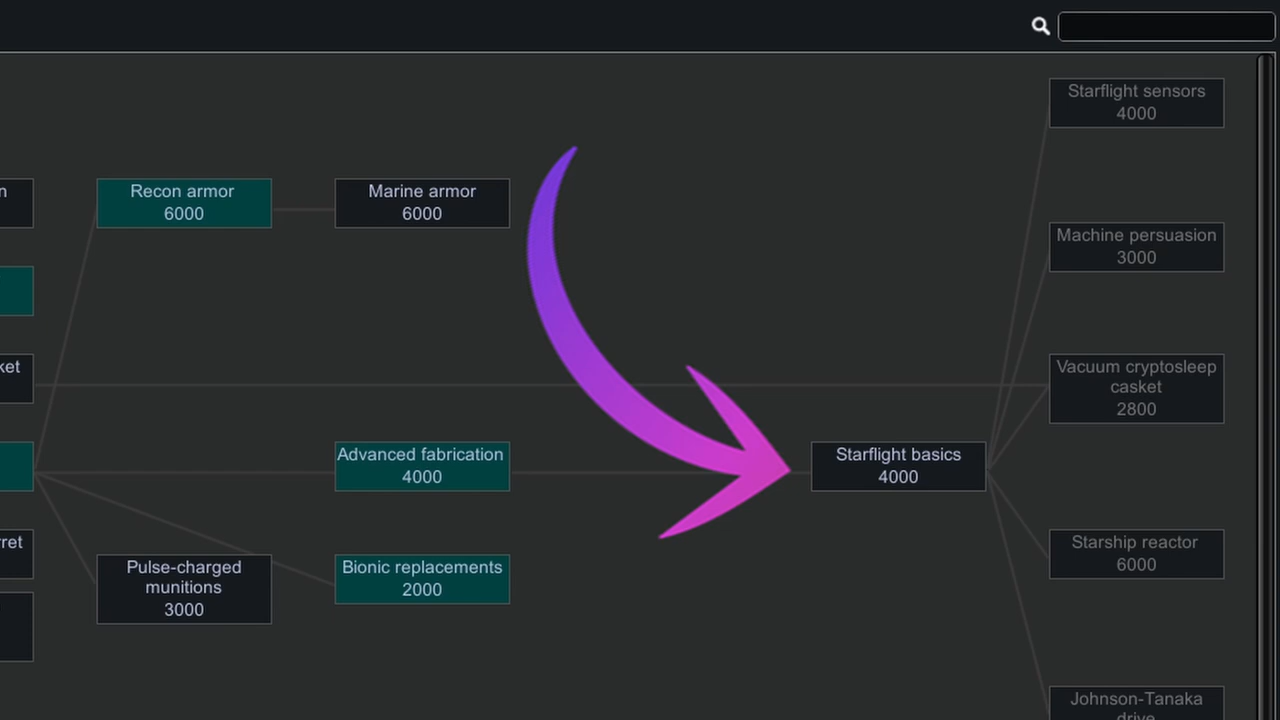 Starflight sensors
4000
n
Recon armor
6000
Marine armor
6000
Machine persuasion
3000
ket
Vacuum cryptosleep
casket
2800
Advanced fabrication
4000
Starflight basics
4000
ret
Pulse-charged
munitions
3000
Bionic replacements
2000
Starship reactor
6000
Johnson-Tanaka
drive